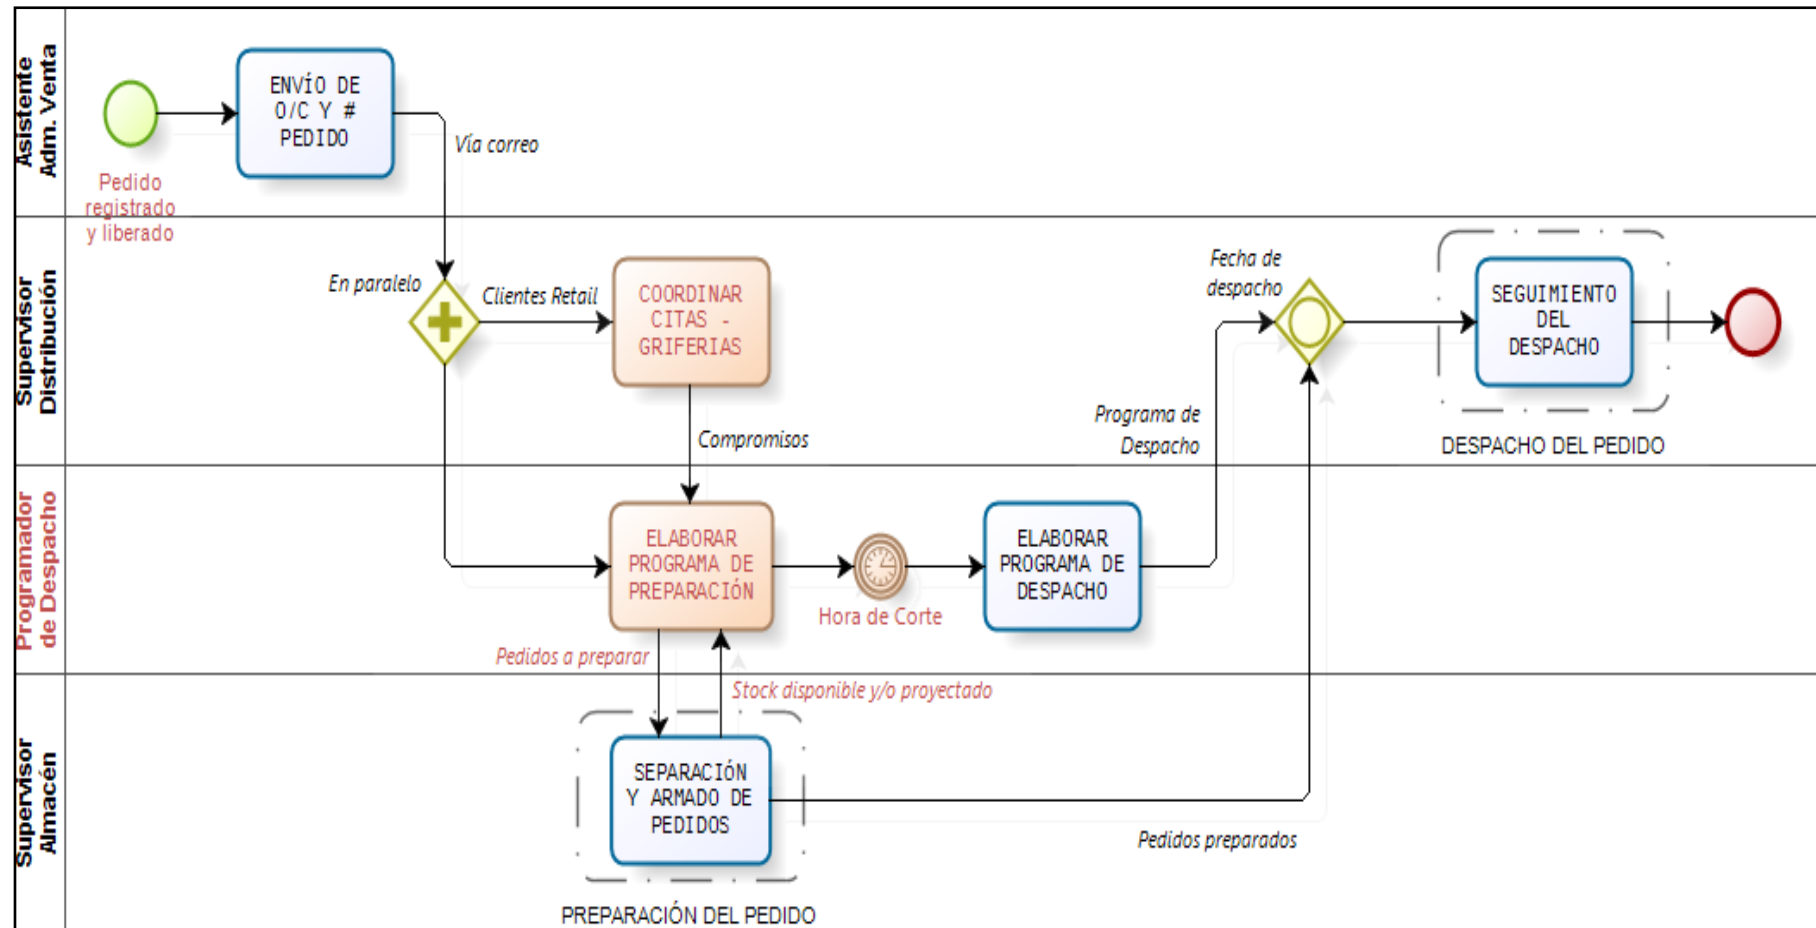 Asistente
Adm. Venta
ENVÍO DE
O/C Y #
PEDIDO
Vía correo
Pedido
registrado
y liberado
Supervisor
Distribución
En paralelo
Clientes Retail
COORDINAR
CITAS -
GRIFERIAS
Compromisos
Fecha de
despacho
Programa de
Despacho
SEGUIMIENTO
DEL
DESPACHO
DESPACHO DEL PEDIDO
Programador
de Despacho
ELABORAR
PROGRAMA DE
PREPARACIÓN
Hora de Corte
ELABORAR
PROGRAMA DE
DESPACHO
Pedidos a preparar
Stock disponible y/o proyectado
Supervisor
Almacén
SEPARACIÓN
Y ARMADO DE
PEDIDOS
Pedidos preparados
PREPARACIÓN DEL PEDIDO